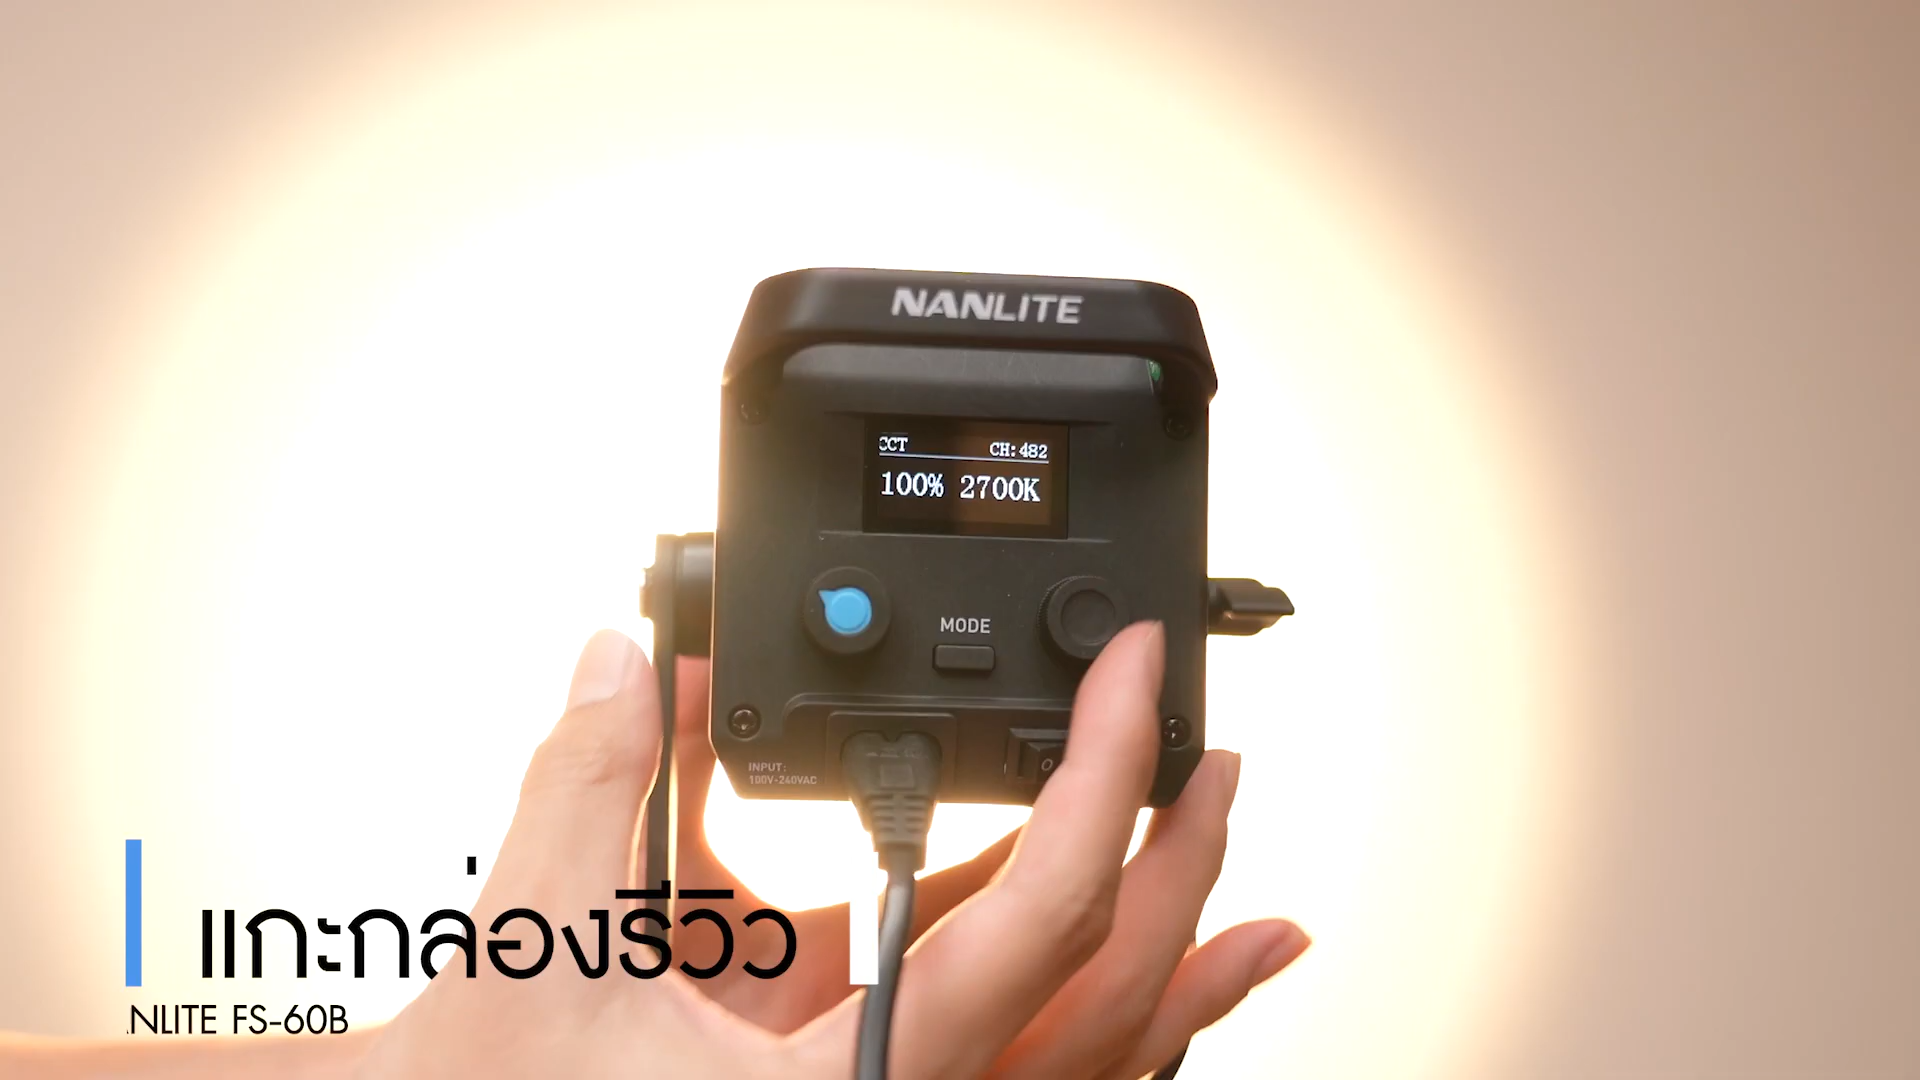 NANLITE
CCT CH:482
100% 2700K
MODE
INPUT:
100V-240VAC
O
แกะกล่องรีวิว
NLITE FS-60B